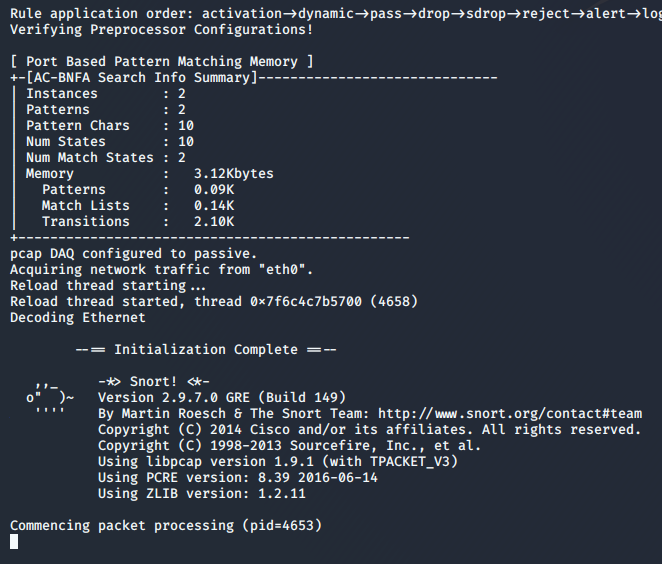 Rule application order: activation->dynamic->pass->drop->sdrop->reject->alert->log
Verifying Preprocessor Configurations!

[ Port Based Pattern Matching Memory ]
+-[AC-BNFA Search Info Summary]------------------------------
| Instances        : 2
| Patterns         : 2
| Pattern Chars    : 10
| Num States       : 10
| Num Match States : 2
| Memory           :   3.12Kbytes
|   Patterns       :   0.09K
|   Match Lists    :   0.14K
|   Transitions    :   2.10K
+-------------------------------------------------
pcap DAQ configured to passive.
Acquiring network traffic from "eth0".
Reload thread starting...
Reload thread started, thread 0x7f6c4c7b5700 (4658)
Decoding Ethernet

        --== Initialization Complete ==--

   ,,_     -*> Snort! <*-
  o"  )~   Version 2.9.7.0 GRE (Build 149)
   ''''    By Martin Roesch & The Snort Team: http://www.snort.org/contact#team
           Copyright (C) 2014 Cisco and/or its affiliates. All rights reserved.
           Copyright (C) 1998-2013 Sourcefire, Inc., et al.
           Using libpcap version 1.9.1 (with TPACKET_V3)
           Using PCRE version: 8.39 2016-06-14
           Using ZLIB version: 1.2.11

Commencing packet processing (pid=4653)